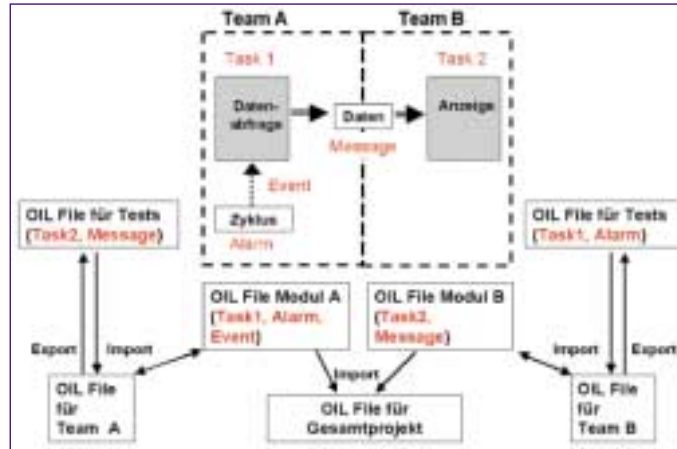 Team A
Team B
Task 1
Task 2
Daten-
abfrage
Daten
Anzeige
Message
Event
Zyklus
Alarm
OIL File für Tests
(Task2, Message)
OIL File für Tests
(Task1, Alarm)
OIL File Modul A
(Task1, Alarm,
Event)
OIL File Modul B
(Task2,
Message)
Export
Import
Import
Import
Export
OIL File
für
Team A
OIL File für
Gesamtprojekt
OIL File
für
Team B